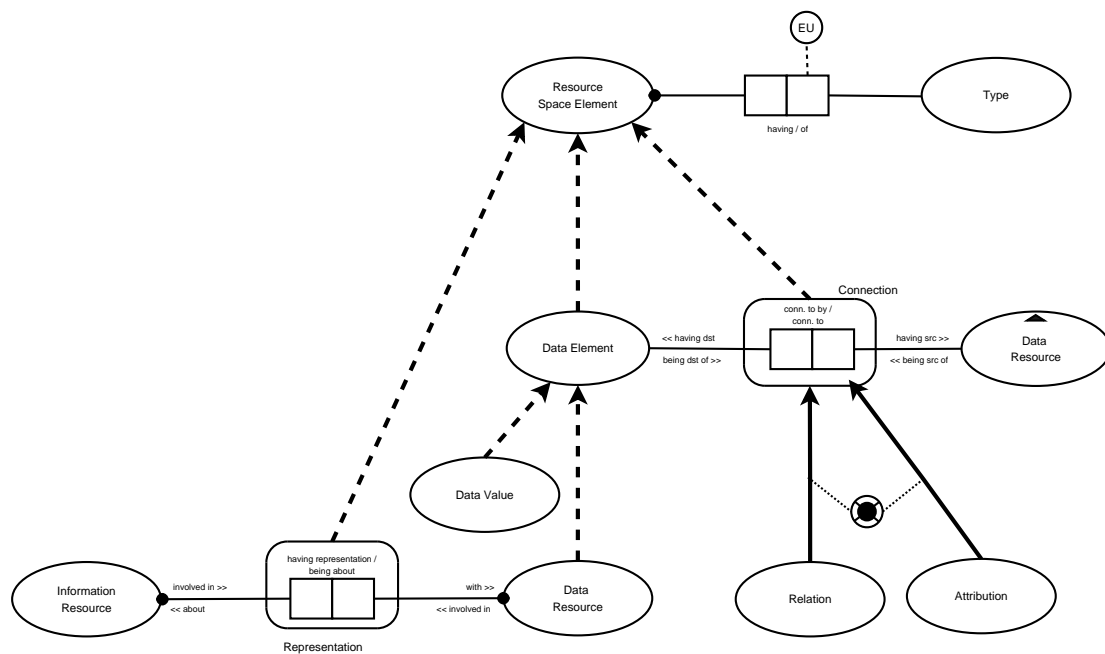 EU
Resource
Space Element
Type
having / of
Connection
conn. to by /
conn. to
Data Element
<< having dst
being dst of >>
having src >>
<< being src of
Data
Resource
Data Value
having representation /
being about
Information
Resource
involved in >>
<< about
with >>
<< involved in
Data
Resource
Relation
Attribution
Representation